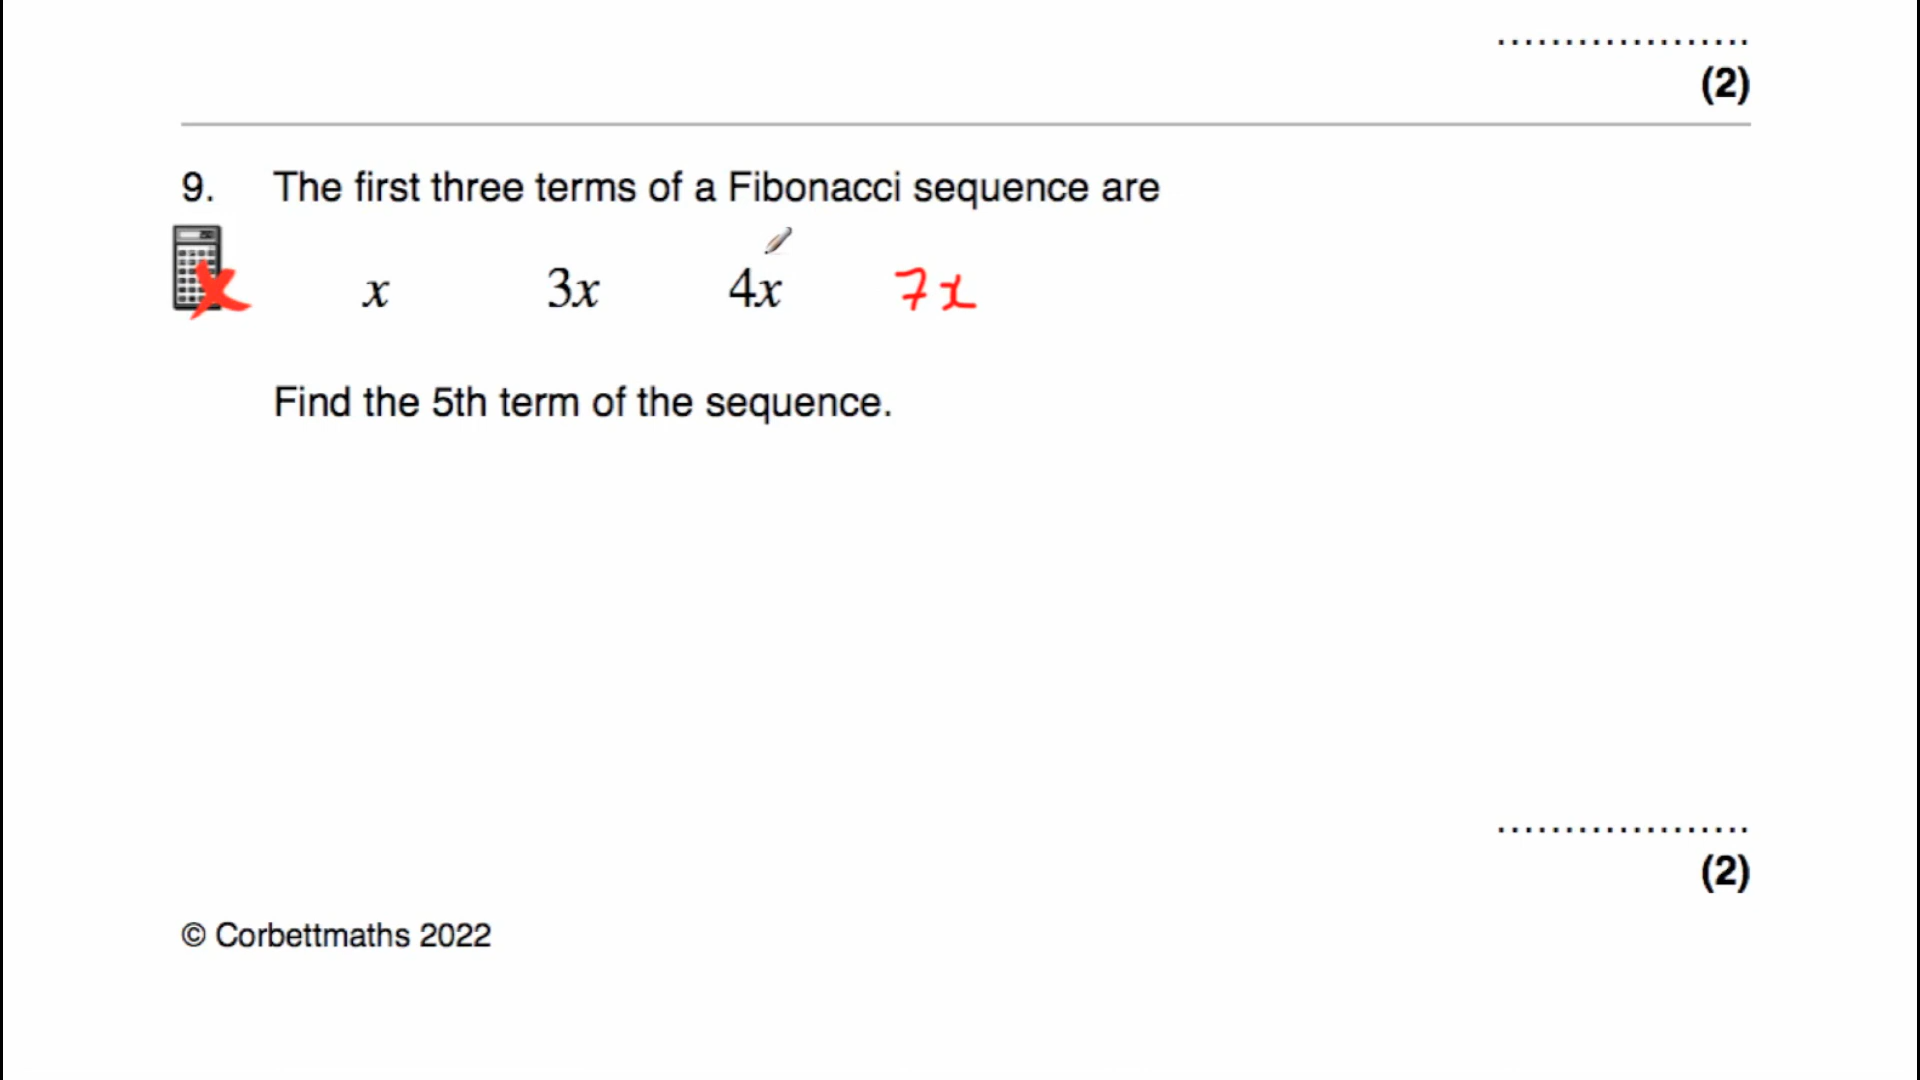 ...................
(2)
9. The first three terms of a Fibonacci sequence are
x 3x 4x 7x
Find the 5th term of the sequence.
...................
(2)
© Corbettmaths 2022